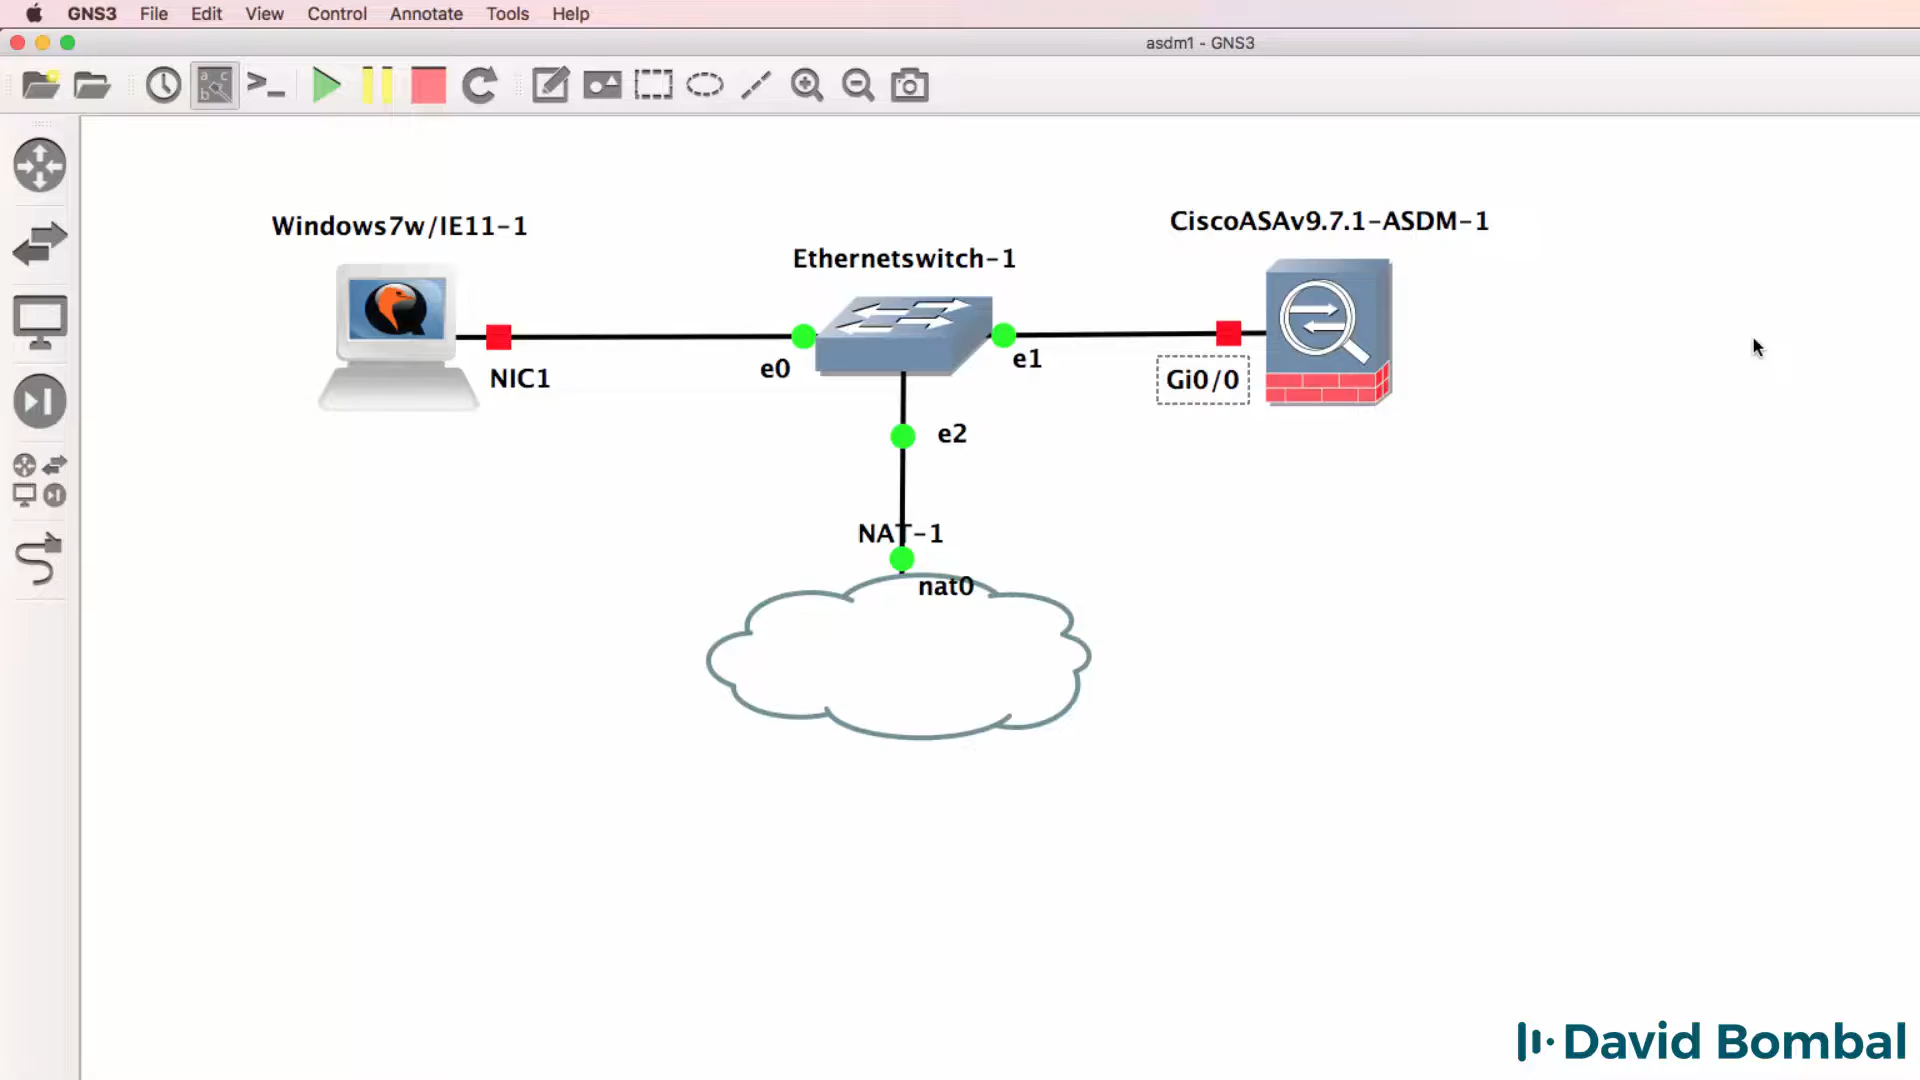 GNS3 File Edit View Control Annotate Tools Help
asdm1 - GNS3
Windows7w/IE11-1
CiscoASAv9.7.1-ASDM-1
Ethernetswitch-1
NIC1
e0
e1
Gi0/0
e2
NAT-1
nat0
David Bombal